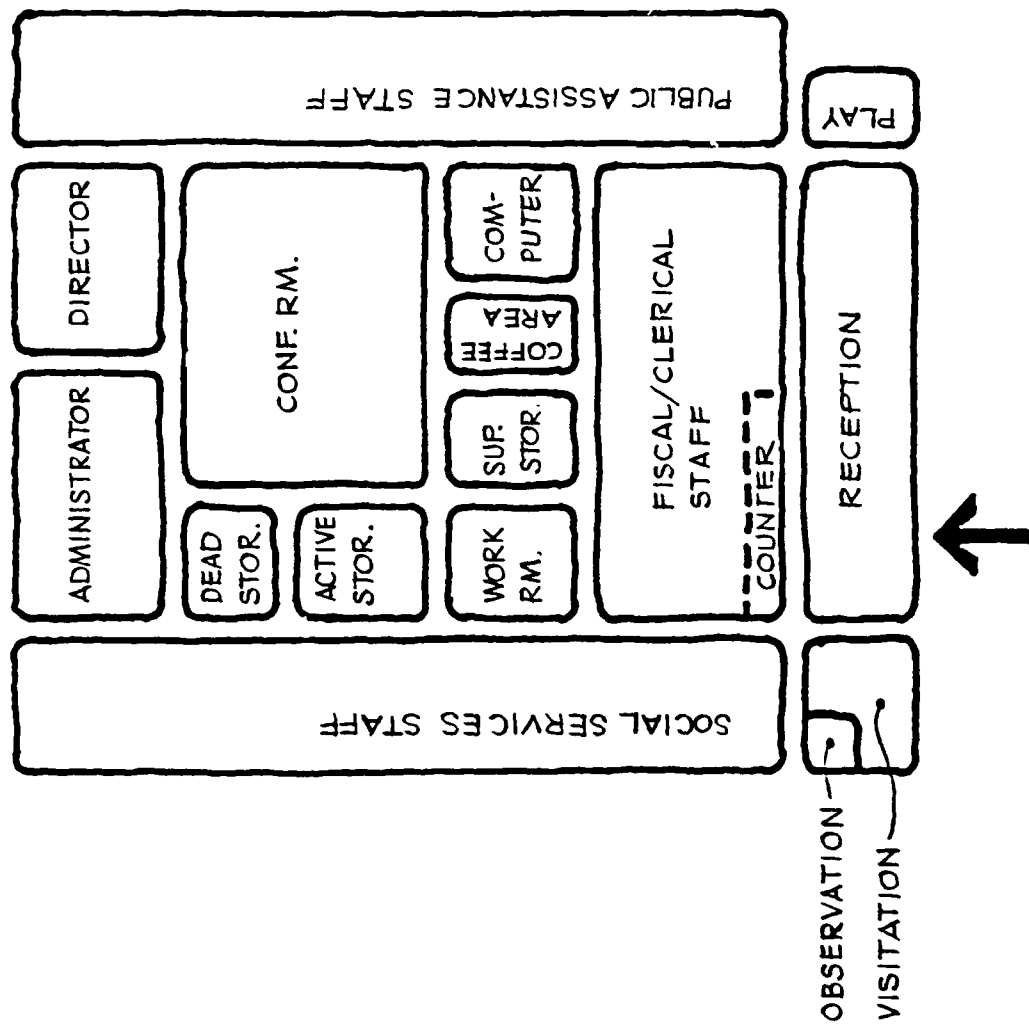 PUBLIC ASSISTANCE STAFF
PLAY
DIRECTOR
ADMINISTRATOR
CONF. RM.
DEAD
STOR.
ACTIVE
STOR.
COM-
PUTER
COFFEE
AREA
SUP.
STOR.
WORK
RM.
FISCAL/CLERICAL
STAFF
COUNTER
RECEPTION
SOCIAL SERVICES STAFF
OBSERVATION
VISITATION